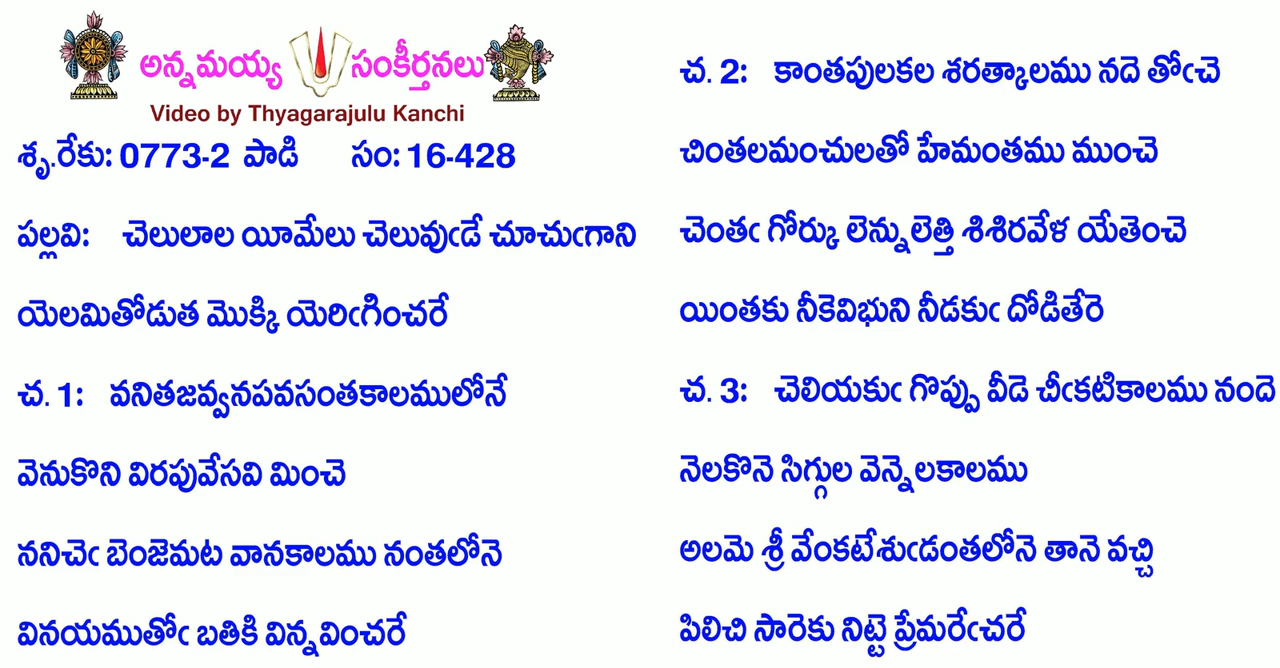 అన్నమయ్య సంకీర్తనలు
Video by Thyagarajulu Kanchi
శృ.రేకు: 0773-2 పాడి సం: 16-428
పల్లవి: చెలులాల యీమేలు చెలువుఁడే చూచుఁగాని
యెలమితోడుత మొక్కి యెరిఁగించరే
చ. 1: వనితజవ్వనపవసంతకాలములోనే
వెనుకొని విరపువేసవి మించె
ననిచెఁ బెంజెమట వానకాలము నంతలోనె
వినయముతోఁ బతికి విన్నవించరే
చ. 2: కాంతపులకల శరత్కాలము నదె తోఁచె
చింతలమంచులతో హేమంతము ముంచె
చెంతఁ గోర్కు లెన్నులెత్తి శిశిరవేళ యేతెంచె
యింతకు నీకెవిభుని నీడకుఁ దోడితేరె
చ. 3: చెలియకుఁ గొప్పు వీడె చీఁకటికాలము నందె
నెలకొనె సిగ్గుల వెన్నెలకాలము
అలమె శ్రీ వేంకటేశుఁడంతలోనె తానె వచ్చి
పిలిచి సారెకు నిట్టె ప్రేమరేఁచరే